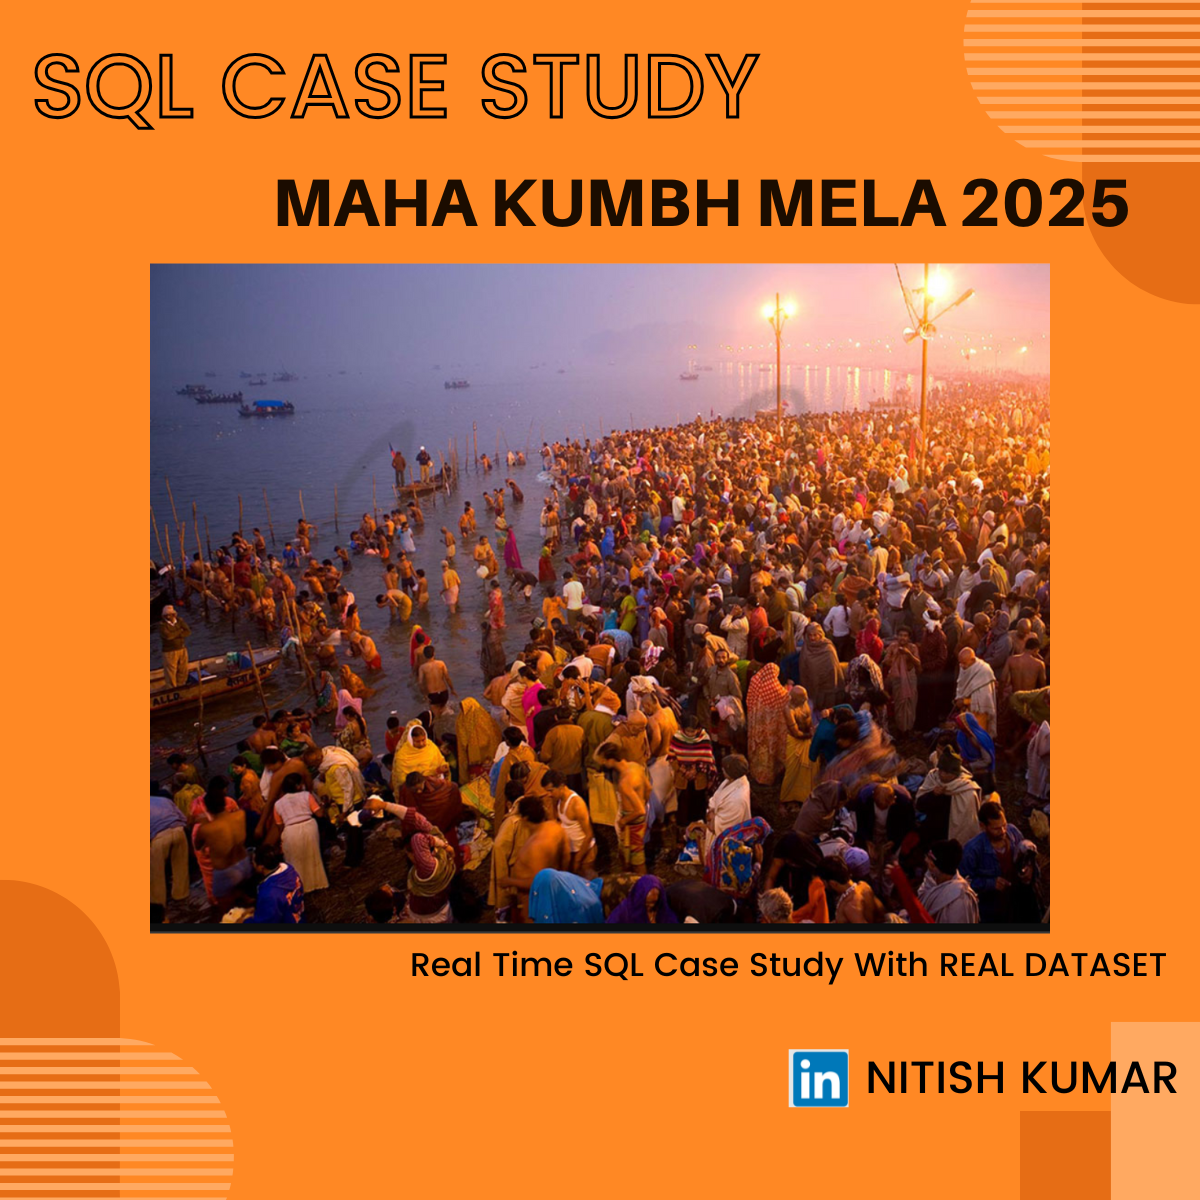 SQL CASE STUDY
MAHA KUMBH MELA 2025
Real Time SQL Case Study With REAL DATASET
in NITISH KUMAR